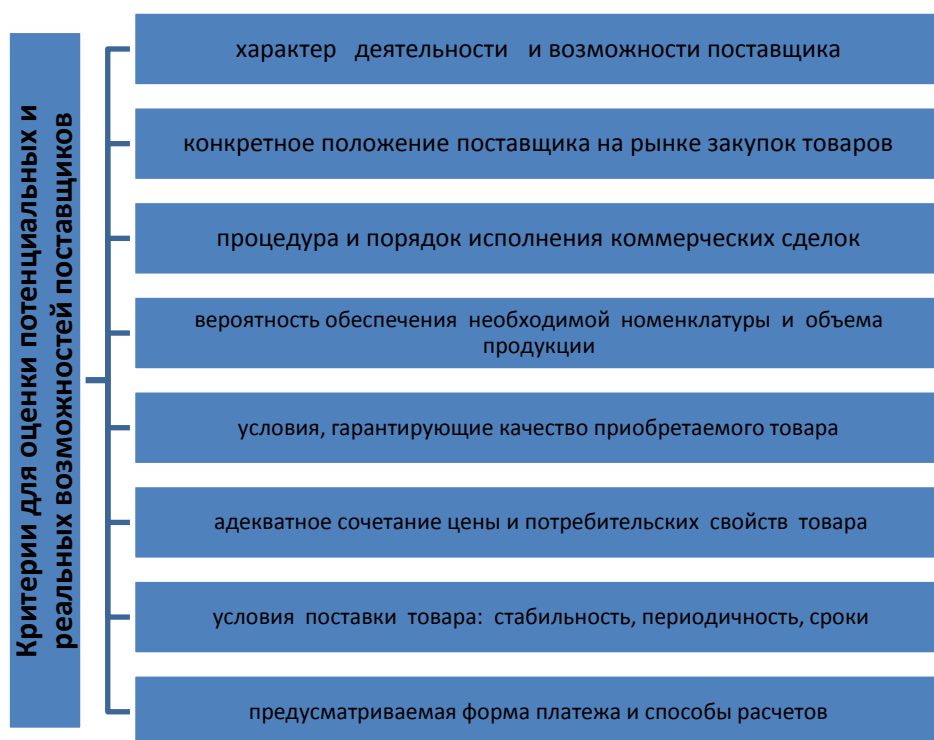 Критерии для оценки потенциальных и
реальных возможностей поставщиков
характер деятельности и возможности поставщика
конкретное положение поставщика на рынке закупок товаров
процедура и порядок исполнения коммерческих сделок
вероятность обеспечения необходимой номенклатуры и объема
продукции
условия, гарантирующие качество приобретаемого товара
адекватное сочетание цены и потребительских свойств товара
условия поставки товара: стабильность, периодичность, сроки
предусматриваемая форма платежа и способы расчетов